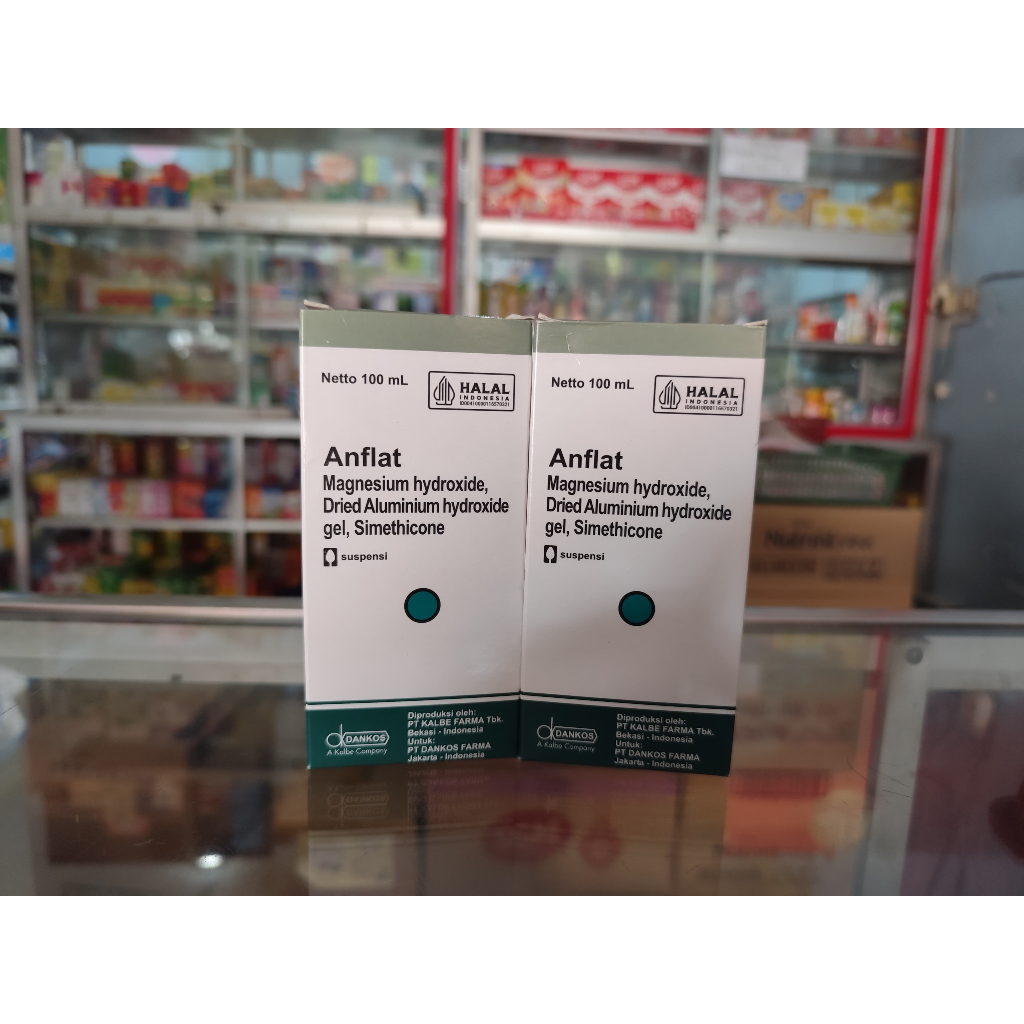 Netto 100 mL
HALAL
INDONESIA
ID00410000116570321
Anflat
Magnesium hydroxide,
Dried Aluminium hydroxide
gel, Simethicone
suspensi
DANKOS
A Kalbe Company
Diproduksi oleh:
PT KALBE FARMA Tbk.
Bekasi - Indonesia
Untuk:
PT DANKOS FARMA
Jakarta - Indonesia
Netto 100 mL
HALAL
INDONESIA
ID00410000116570321
Anflat
Magnesium hydroxide,
Dried Aluminium hydroxide
gel, Simethicone
suspensi
DANKOS
A Kalbe Company
Diproduksi oleh:
PT KALBE FARMA Tbk.
Bekasi - Indonesia
Untuk:
PT DANKOS FARMA
Jakarta - Indonesia